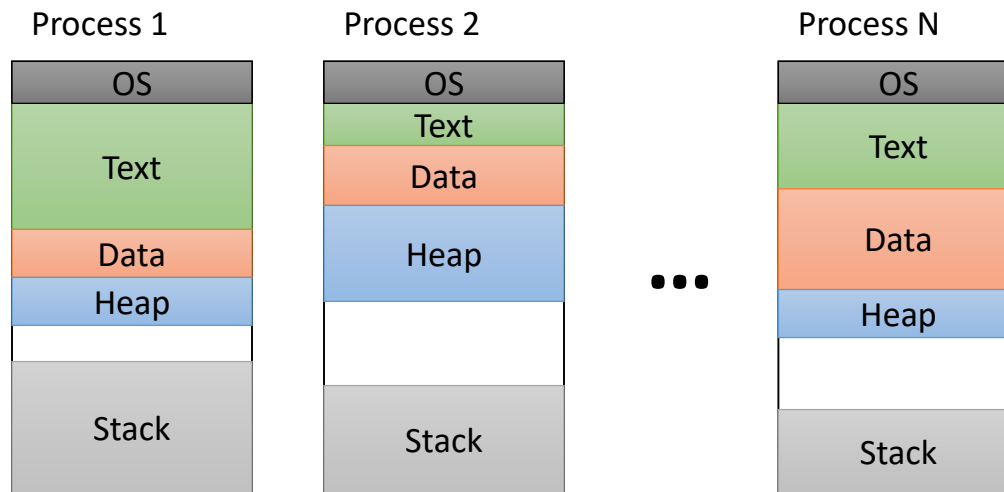 Process 1
Process 2
Process N
OS
OS
OS
Text
Text
Text
Data
Data
Data
Heap
Heap
Heap
...
Stack
Stack
Stack